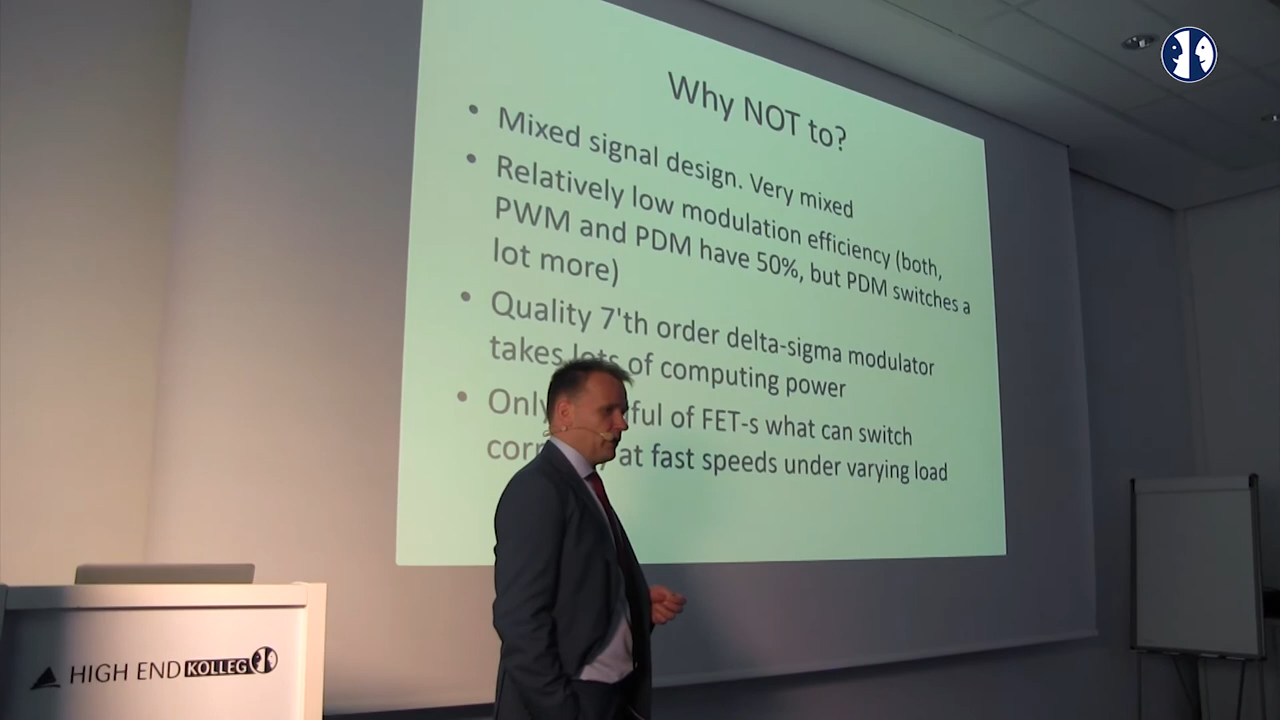 Why NOT to?
• Mixed signal design. Very mixed
• Relatively low modulation efficiency (both,
PWM and PDM have 50%, but PDM switches a
lot more)
• Quality 7'th order delta-sigma modulator
takes lots of computing power
• Only ful of FET-s what can switch
at fast speeds under varying load
HIGH END KOLLEG